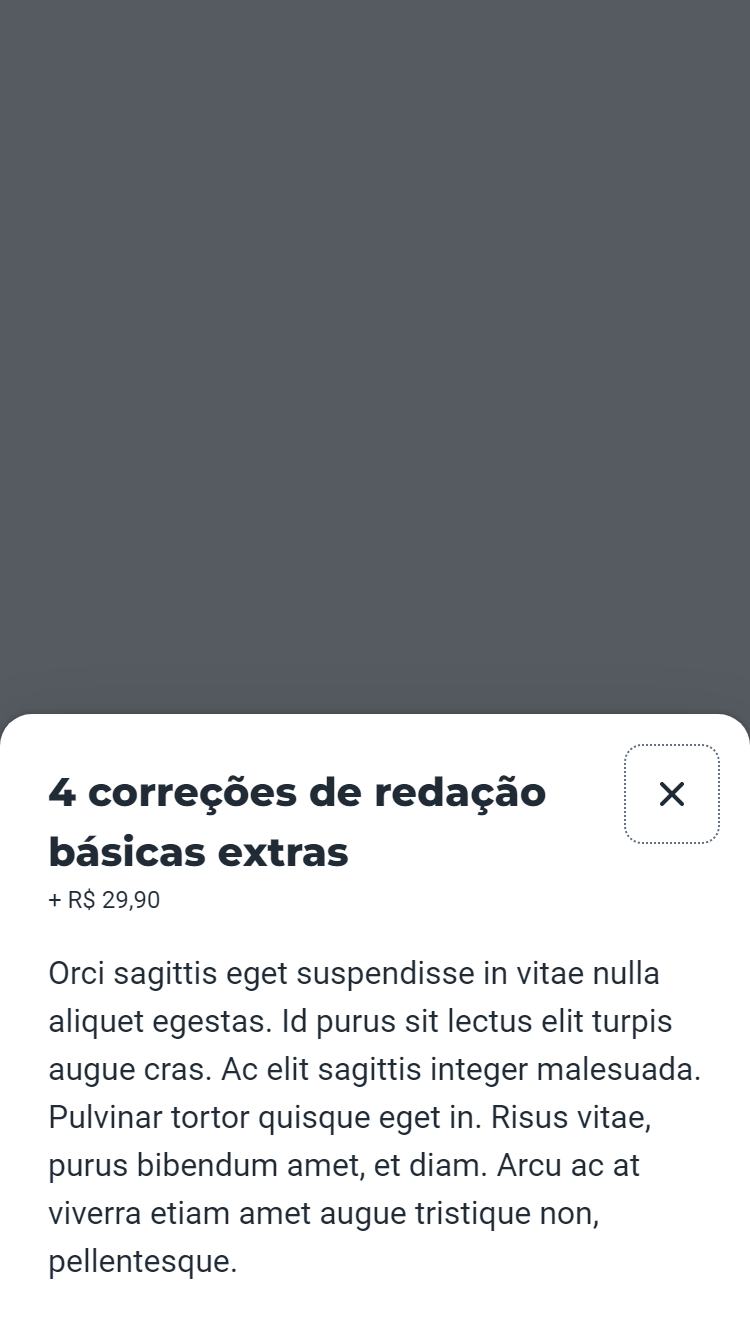 4 correções de redação
básicas extras
+ R$ 29,90
Orci sagittis eget suspendisse in vitae nulla
aliquet egestas. Id purus sit lectus elit turpis
augue cras. Ac elit sagittis integer malesuada.
Pulvinar tortor quisque eget in. Risus vitae,
purus bibendum amet, et diam. Arcu ac at
viverra etiam amet augue tristique non,
pellentesque.